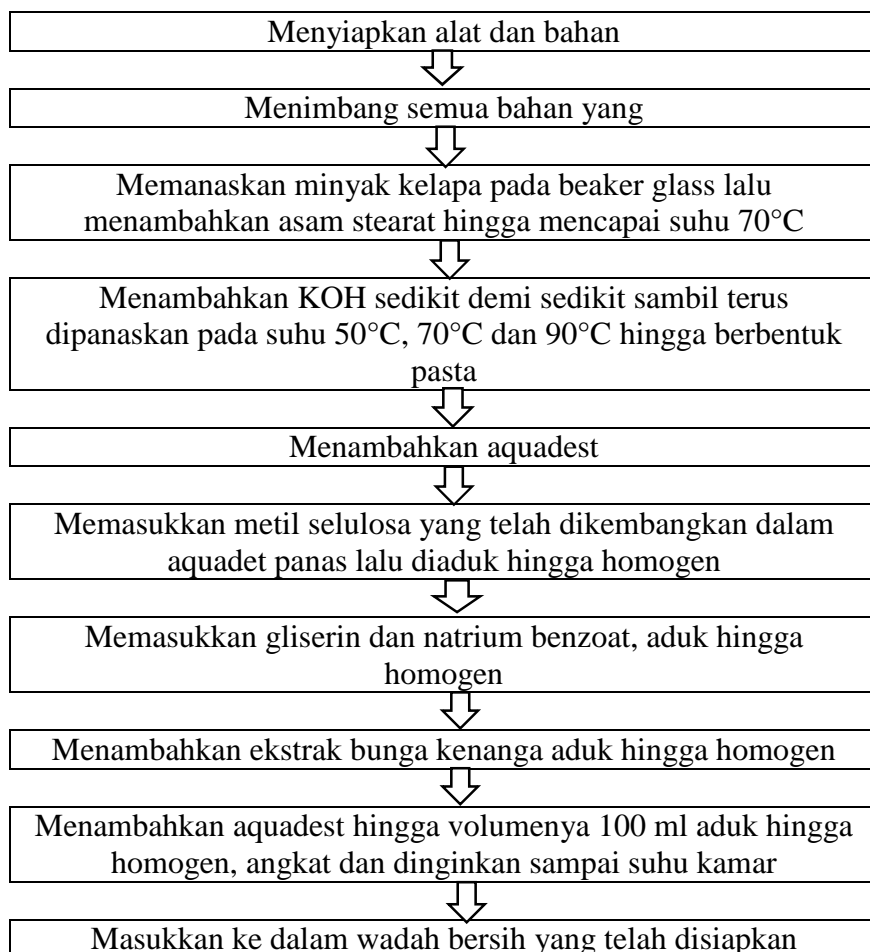 Menyiapkan alat dan bahan
Menimbang semua bahan yang
Memanaskan minyak kelapa pada beaker glass lalu
menambahkan asam stearat hingga mencapai suhu 70°C
Menambahkan KOH sedikit demi sedikit sambil terus
dipanaskan pada suhu 50°C, 70°C dan 90°C hingga berbentuk
pasta
Menambahkan aquadest
Memasukkan metil selulosa yang telah dikembangkan dalam
aquadet panas lalu diaduk hingga homogen
Memasukkan gliserin dan natrium benzoat, aduk hingga
homogen
Menambahkan ekstrak bunga kenanga aduk hingga homogen
Menambahkan aquadest hingga volumenya 100 ml aduk hingga
homogen, angkat dan dinginkan sampai suhu kamar
Masukkan ke dalam wadah bersih yang telah disiapkan